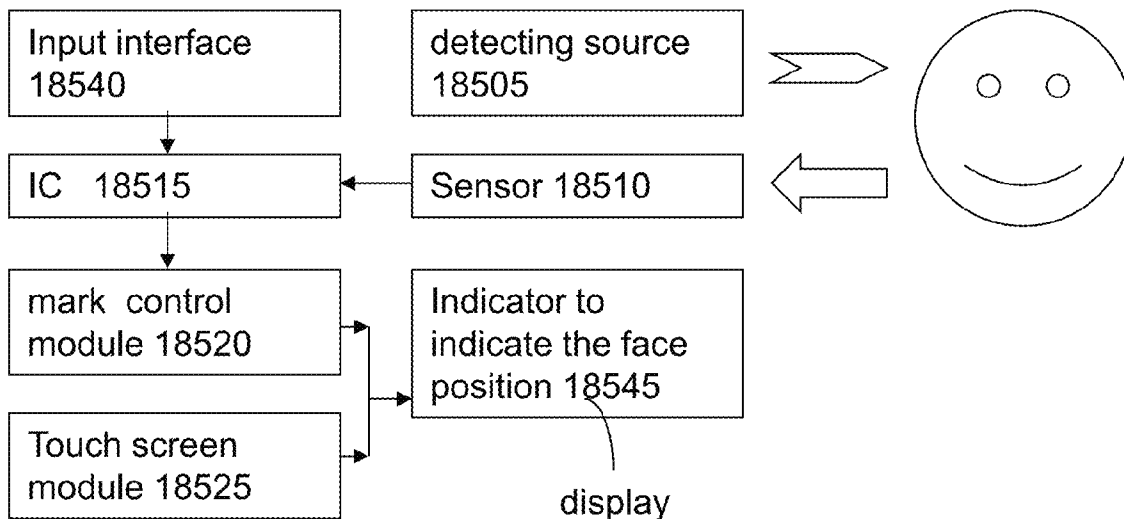 Input interface
18540
detecting source
18505
IC 18515
Sensor 18510
mark control
module 18520
Indicator to
indicate the face
position 18545
Touch screen
module 18525
display